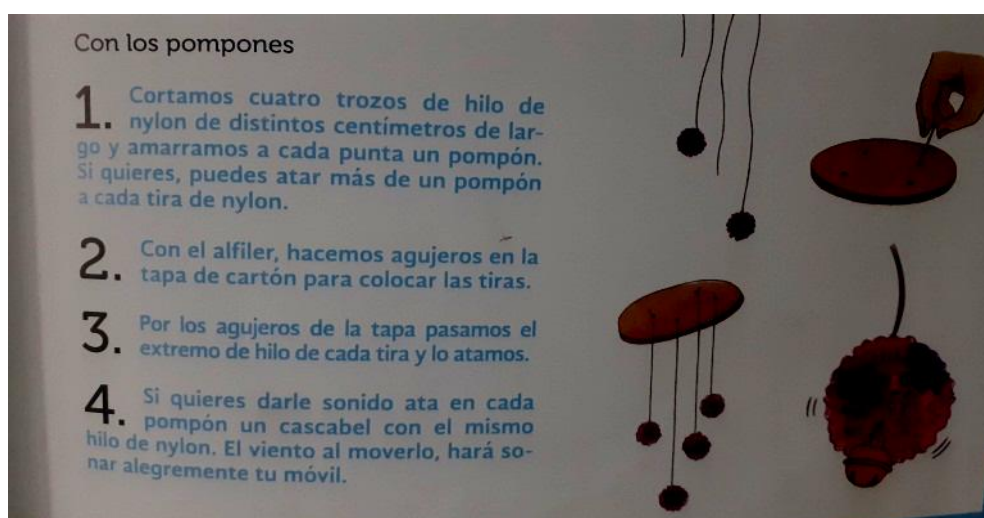 Con los pompones
1. Cortamos cuatro trozos de hilo de
nylon de distintos centímetros de lar-
go y amarramos a cada punta un pompón.
Si quieres, puedes atar más de un pompón
a cada tira de nylon.
2. Con el alfiler, hacemos agujeros en la
tapa de cartón para colocar las tiras.
3. Por los agujeros de la tapa pasamos el
extremo de hilo de cada tira y lo atamos.
4. Si quieres darle sonido ata en cada
pompón un cascabel con el mismo
hilo de nylon. El viento al moverlo, hará so-
nar alegremente tu móvil.